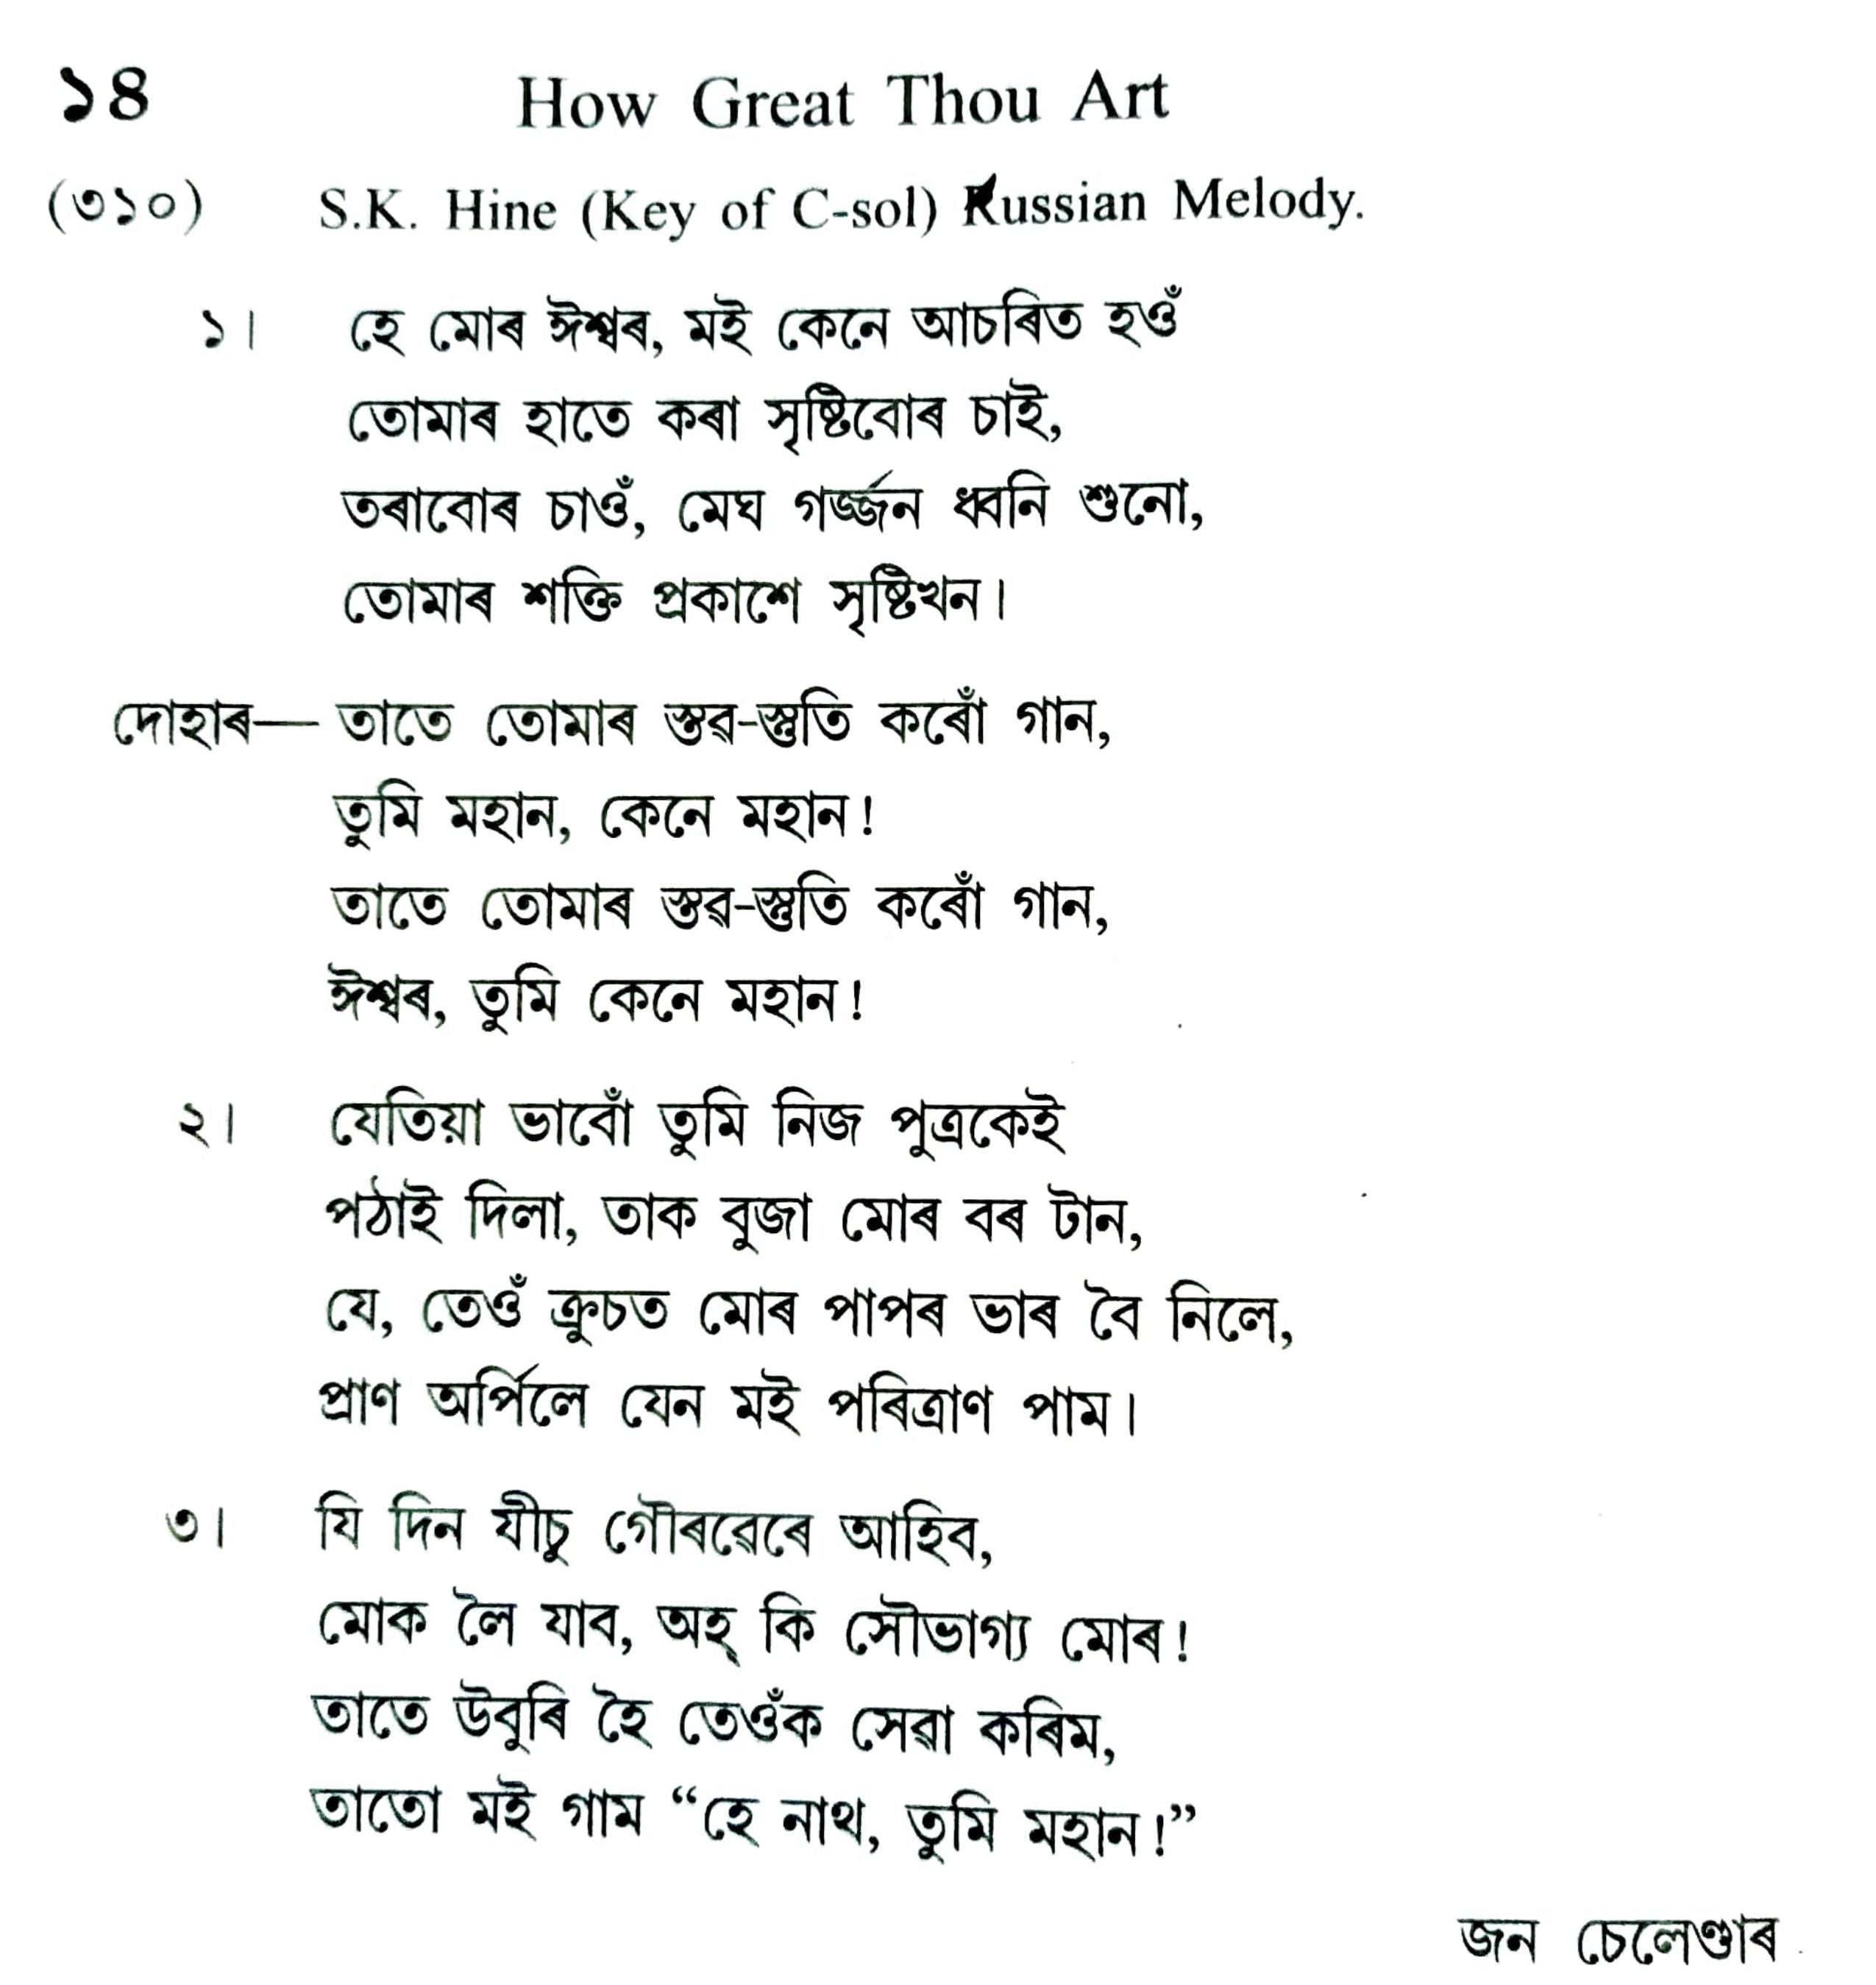 ১৪ How Great Thou Art
(৩১০) S.K. Hine (Key of C-sol) Russian Melody.
১। হে মোৰ ঈশ্বৰ, মই কেনে আচৰিত হওঁ
তোমাৰ হাতে কৰা সৃষ্টিবোৰ চাই,
তৰাবোৰ চাওঁ, মেঘ গৰ্জ্জন ধ্বনি শুনো,
তোমাৰ শক্তি প্ৰকাশে সৃষ্টিখন।
দোহাৰ— তাতে তোমাৰ স্তৱ-স্তুতি কৰোঁ গান,
তুমি মহান, কেনে মহান!
তাতে তোমাৰ স্তৱ-স্তুতি কৰোঁ গান,
ঈশ্বৰ, তুমি কেনে মহান!
২। যেতিয়া ভাবোঁ তুমি নিজ পুত্ৰকেই
পঠাই দিলা, তাক বুজা মোৰ বৰ টান,
যে, তেওঁ ক্ৰুচত মোৰ পাপৰ ভাৰ বৈ নিলে,
প্ৰাণ অৰ্পিলে যেন মই পৰিত্ৰাণ পাম।
৩। যি দিন যীচু গৌৰৱেৰে আহিব,
মোক লৈ যাব, অহ্ কি সৌভাগ্য মোৰ!
তাতে উবুৰি হৈ তেওঁক সেৱা কৰিম,
তাতো মই গাম “হে নাথ, তুমি মহান!”
জন চেলেণ্ডাৰ